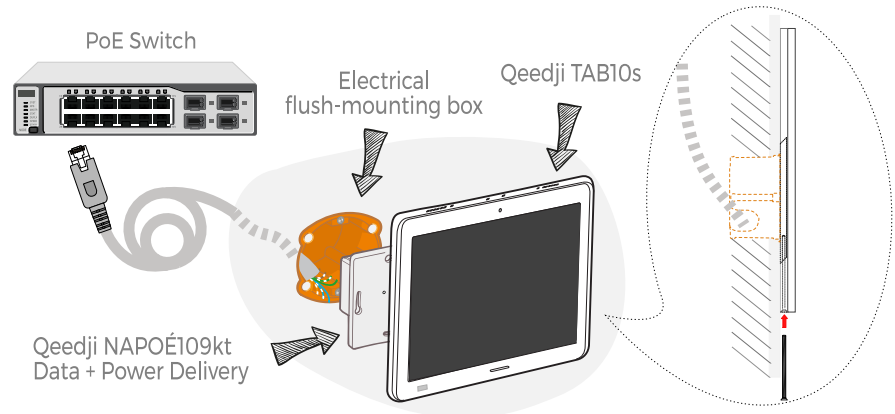 PoE Switch
Electrical
flush-mounting box
Qeedji TAB10s
Qeedji NAPOÉ109kt
Data + Power Delivery